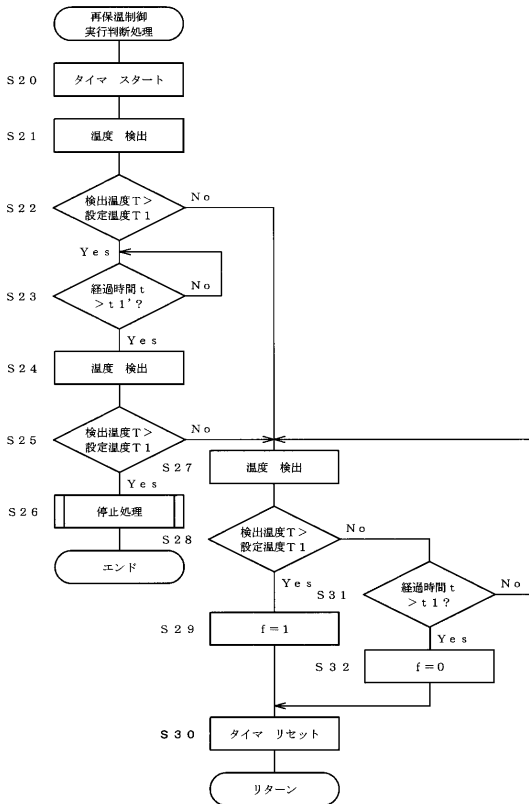 再保温制御
実行判断処理
S20
タイマ スタート
S21
温度 検出
S22
検出温度T>
設定温度T1
No
Yes
S23
経過時間t
>t1'?
No
Yes
S24
温度 検出
S25
検出温度T>
設定温度T1
No
Yes
S26
停止処理
エンド
S27
温度 検出
S28
検出温度T>
設定温度T1
No
Yes
S31
経過時間t
>t1?
No
Yes
S29
f=1
S32
f=0
S30
タイマ リセット
リターン